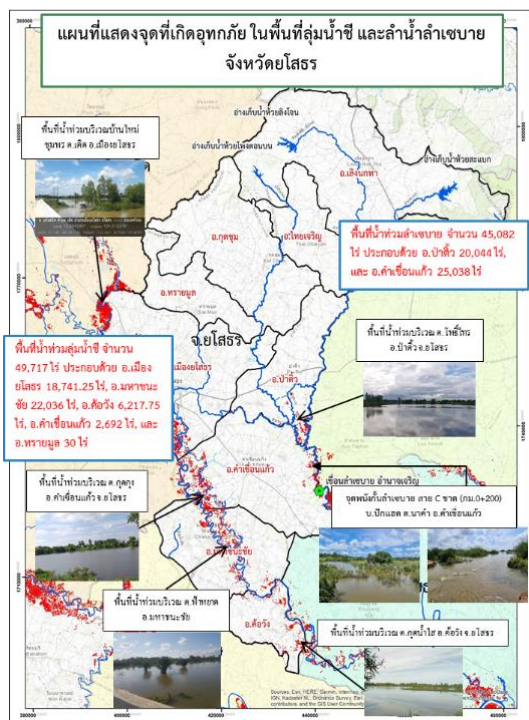 แผนที่แสดงจุดที่เกิดอุทกภัย ในพื้นที่ลุ่มน้ำชี และลำน้ำลำเซบาย
จังหวัดยโสธร
อ่างเก็บน้ำห้วยลิงโจน
อ่างเก็บน้ำห้วยโพงตอนบน
อ่างเก็บน้ำห้วยสะแบก
อ.เลิงนกทา
พื้นที่น้ำท่วมบริเวณบ้านใหม่
ชุมพร ต.เดิด อ.เมืองยโสธร
อ.กุดชุม
อ.ไทยเจริญ
อ.ทรายมูล
พื้นที่น้ำท่วมลำเซบาย จำนวน 45,082
ไร่ ประกอบด้วย อ.ป่าติ้ว 20,044 ไร่,
และ อ.คำเขื่อนแก้ว 25,038 ไร่
จ.ยโสธร
อ.เมืองยโสธร
อ.ป่าติ้ว
พื้นที่น้ำท่วมบริเวณ ต.โพธิ์ไทร
อ.ป่าติ้ว จ.ยโสธร
พื้นที่น้ำท่วมลุ่มน้ำชี จำนวน
49,717 ไร่ ประกอบด้วย อ.เมือง
ยโสธร 18,741.25 ไร่, อ.มหาชนะ
ชัย 22,036 ไร่, อ.ค้อวัง 6,217.75
ไร่, อ.คำเขื่อนแก้ว 2,692 ไร่, และ
อ.ทรายมูล 30 ไร่
อ.คำเขื่อนแก้ว
เขื่อนลำเซบาย อำนาจเจริญ
จุดพนังกั้นลำเซบาย สาย C ขาด (กม.0+200)
บ.ปักแฮด ต.นาคำ อ.คำเขื่อนแก้ว
พื้นที่น้ำท่วมบริเวณ ต.กุดกุง
อ.คำเขื่อนแก้ว จ.ยโสธร
อ.มหาชนะชัย
พื้นที่น้ำท่วมบริเวณ ต.ฟ้าหยาด
อ.มหาชนะชัย
อ.ค้อวัง
พื้นที่น้ำท่วมบริเวณ ต.กุดน้ำใส อ.ค้อวัง จ.ยโสธร